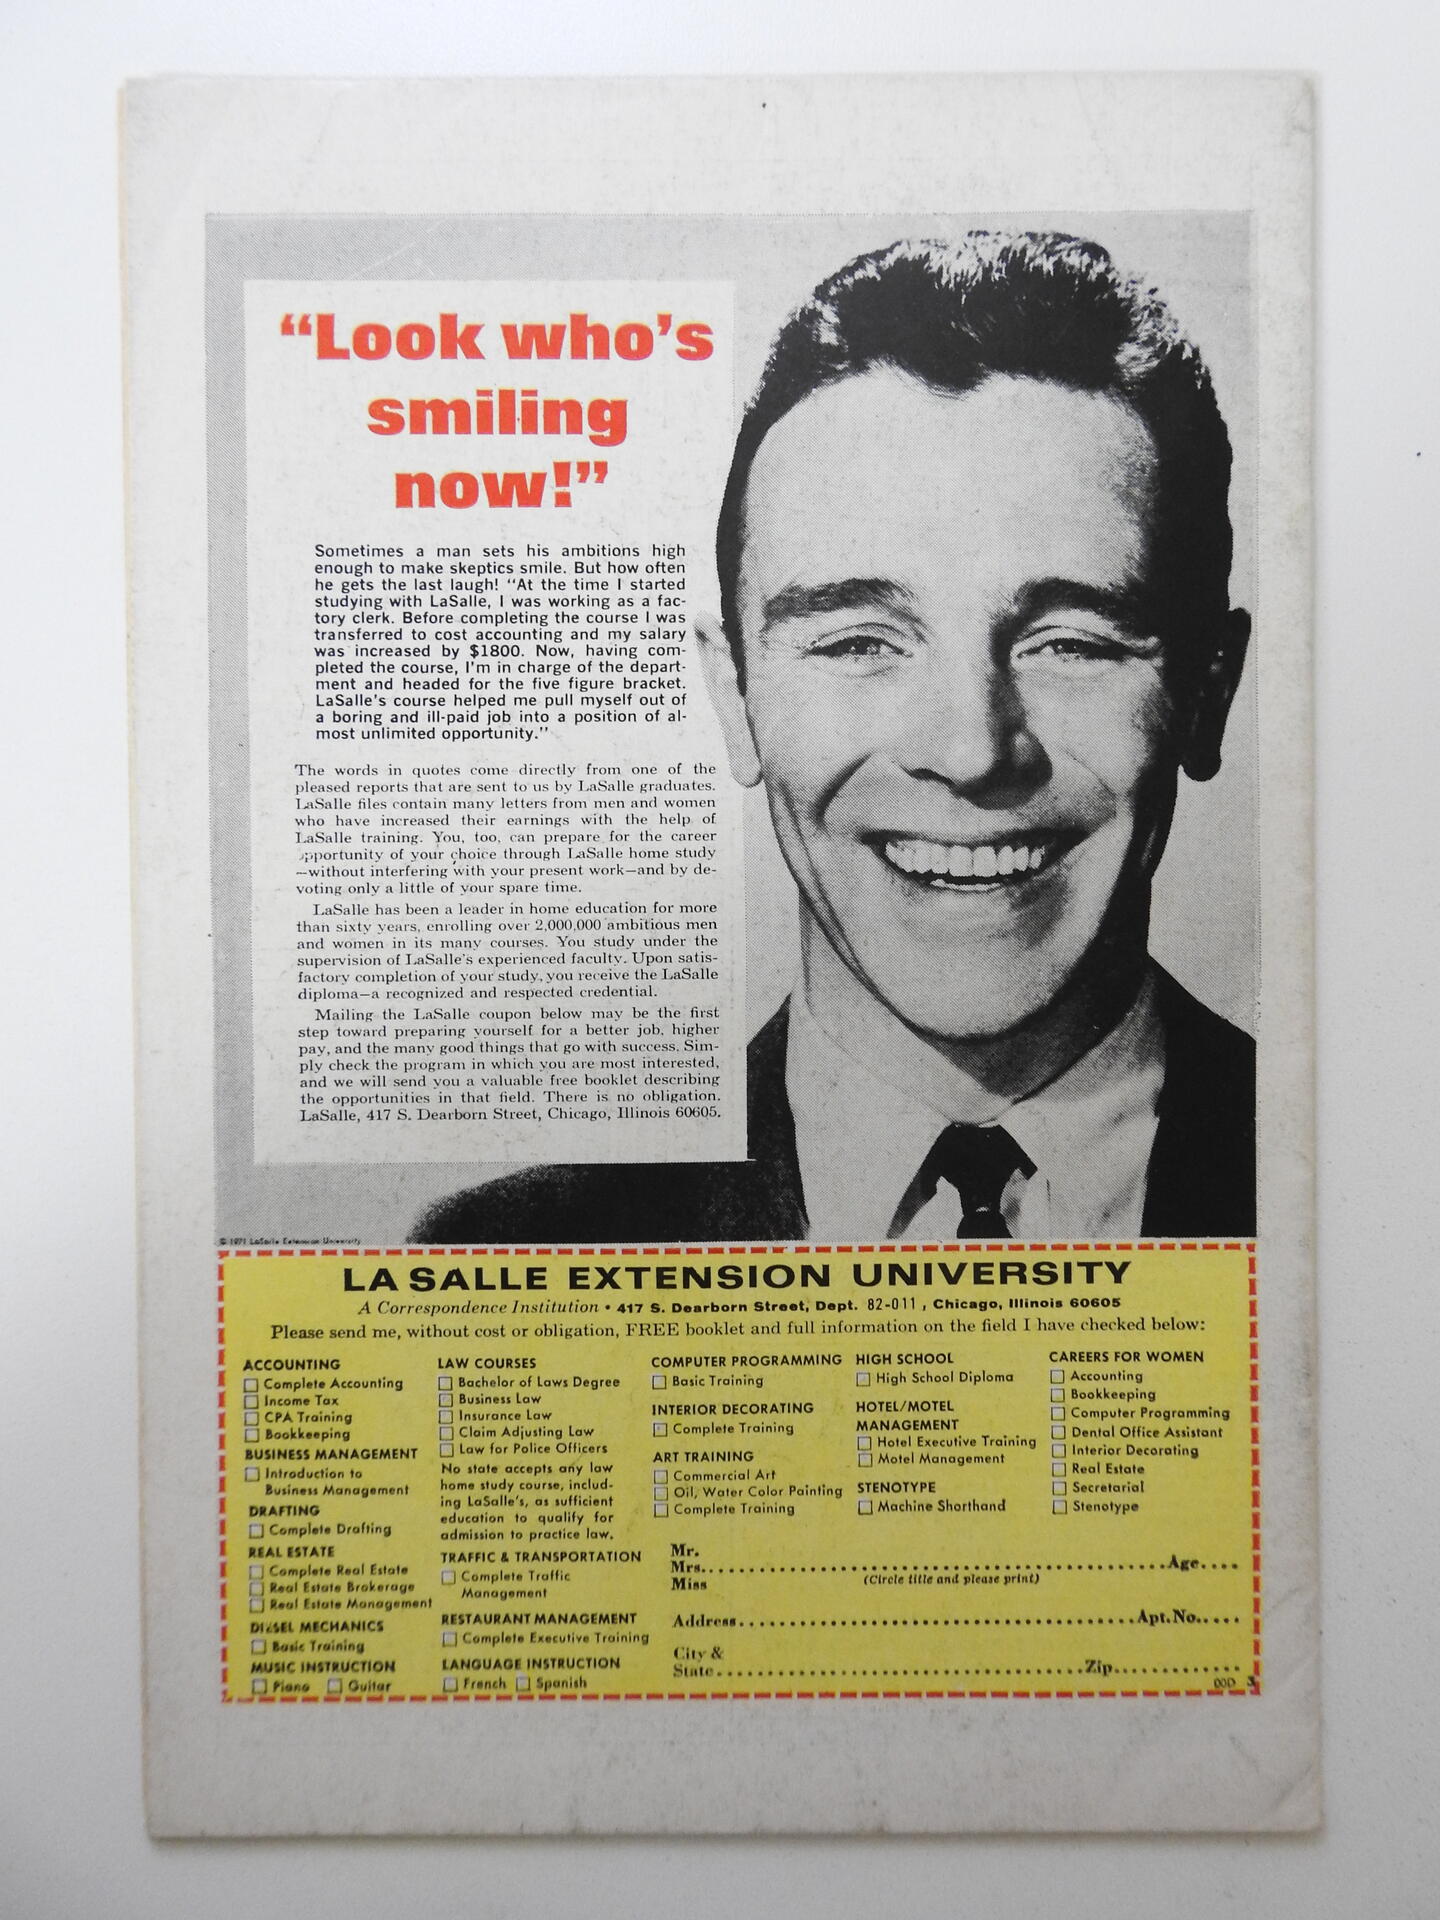 “Look who’s
smiling
now!”
Sometimes a man sets his ambitions high
enough to make skeptics smile. But how often
he gets the last laugh! “At the time I started
studying with LaSalle, I was working as a fac-
tory clerk. Before completing the course I was
transferred to cost accounting and my salary
was increased by $1800. Now, having com-
pleted the course, I’m in charge of the depart-
ment and headed for the five figure bracket.
LaSalle’s course helped me pull myself out of
a boring and ill-paid job into a position of al-
most unlimited opportunity.”
The words in quotes come directly from one of the
pleased reports that are sent to us by LaSalle graduates.
LaSalle files contain many letters from men and women
who have increased their earnings with the help of
LaSalle training. You, too, can prepare for the career
opportunity of your choice through LaSalle home study
—without interfering with your present work—and by de-
voting only a little of your spare time.
LaSalle has been a leader in home education for more
than sixty years, enrolling over 2,000,000 ambitious men
and women in its many courses. You study under the
supervision of LaSalle’s experienced faculty. Upon satis-
factory completion of your study, you receive the LaSalle
diploma—a recognized and respected credential.
Mailing the LaSalle coupon below may be the first
step toward preparing yourself for a better job, higher
pay, and the many good things that go with success. Sim-
ply check the program in which you are most interested,
and we will send you a valuable free booklet describing
the opportunities in that field. There is no obligation.
LaSalle, 417 S. Dearborn Street, Chicago, Illinois 60605.
© 1971 LaSalle Extension University
LA SALLE EXTENSION UNIVERSITY
A Correspondence Institution • 417 S. Dearborn Street, Dept. 82-011, Chicago, Illinois 60605
Please send me, without cost or obligation, FREE booklet and full information on the field I have checked below:
ACCOUNTING
Complete Accounting
Income Tax
CPA Training
Bookkeeping
BUSINESS MANAGEMENT
Introduction to
Business Management
DRAFTING
Complete Drafting
REAL ESTATE
Complete Real Estate
Real Estate Brokerage
Real Estate Management
DIESEL MECHANICS
Basic Training
MUSIC INSTRUCTION
Piano Guitar
LAW COURSES
Bachelor of Laws Degree
Business Law
Insurance Law
Claim Adjusting Law
Law for Police Officers
No state accepts any law
home study course, includ-
ing LaSalle’s, as sufficient
education to qualify for
admission to practice law.
TRAFFIC & TRANSPORTATION
Complete Traffic
Management
RESTAURANT MANAGEMENT
Complete Executive Training
LANGUAGE INSTRUCTION
French Spanish
COMPUTER PROGRAMMING
Basic Training
INTERIOR DECORATING
Complete Training
ART TRAINING
Commercial Art
Oil, Water Color Painting
Complete Training
HIGH SCHOOL
High School Diploma
HOTEL/MOTEL
MANAGEMENT
Hotel Executive Training
Motel Management
STENOTYPE
Machine Shorthand
CAREERS FOR WOMEN
Accounting
Bookkeeping
Computer Programming
Dental Office Assistant
Interior Decorating
Real Estate
Secretarial
Stenotype
Mr.
Mrs. Age
Miss (Circle title and please print)
Address Apt.No.
City &
State Zip
00D 3